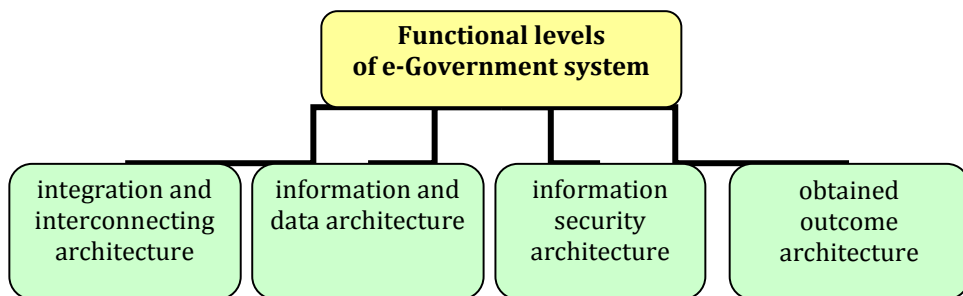 Functional levels
of e-Government system
integration and
interconnecting
architecture
information and
data architecture
information
security
architecture
obtained
outcome
architecture